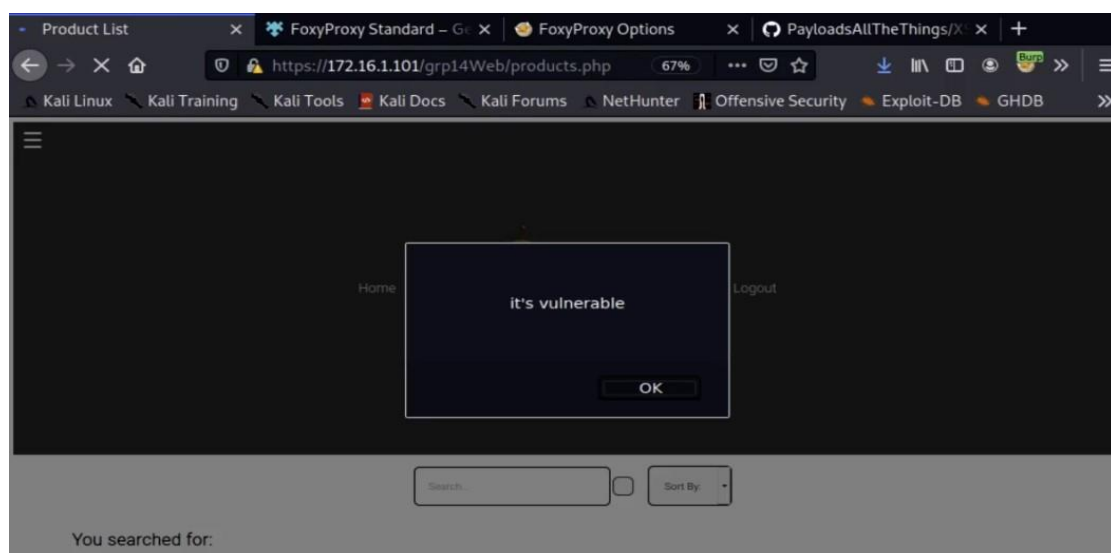 Product List
FoxyProxy Standard – Ge
FoxyProxy Options
PayloadsAllTheThings/XS
https://172.16.1.101/grp14Web/products.php
67%
Burp
Kali Linux
Kali Training
Kali Tools
Kali Docs
Kali Forums
NetHunter
Offensive Security
Exploit-DB
GHDB
Home
Logout
it's vulnerable
OK
Search..
Sort By:
You searched for: